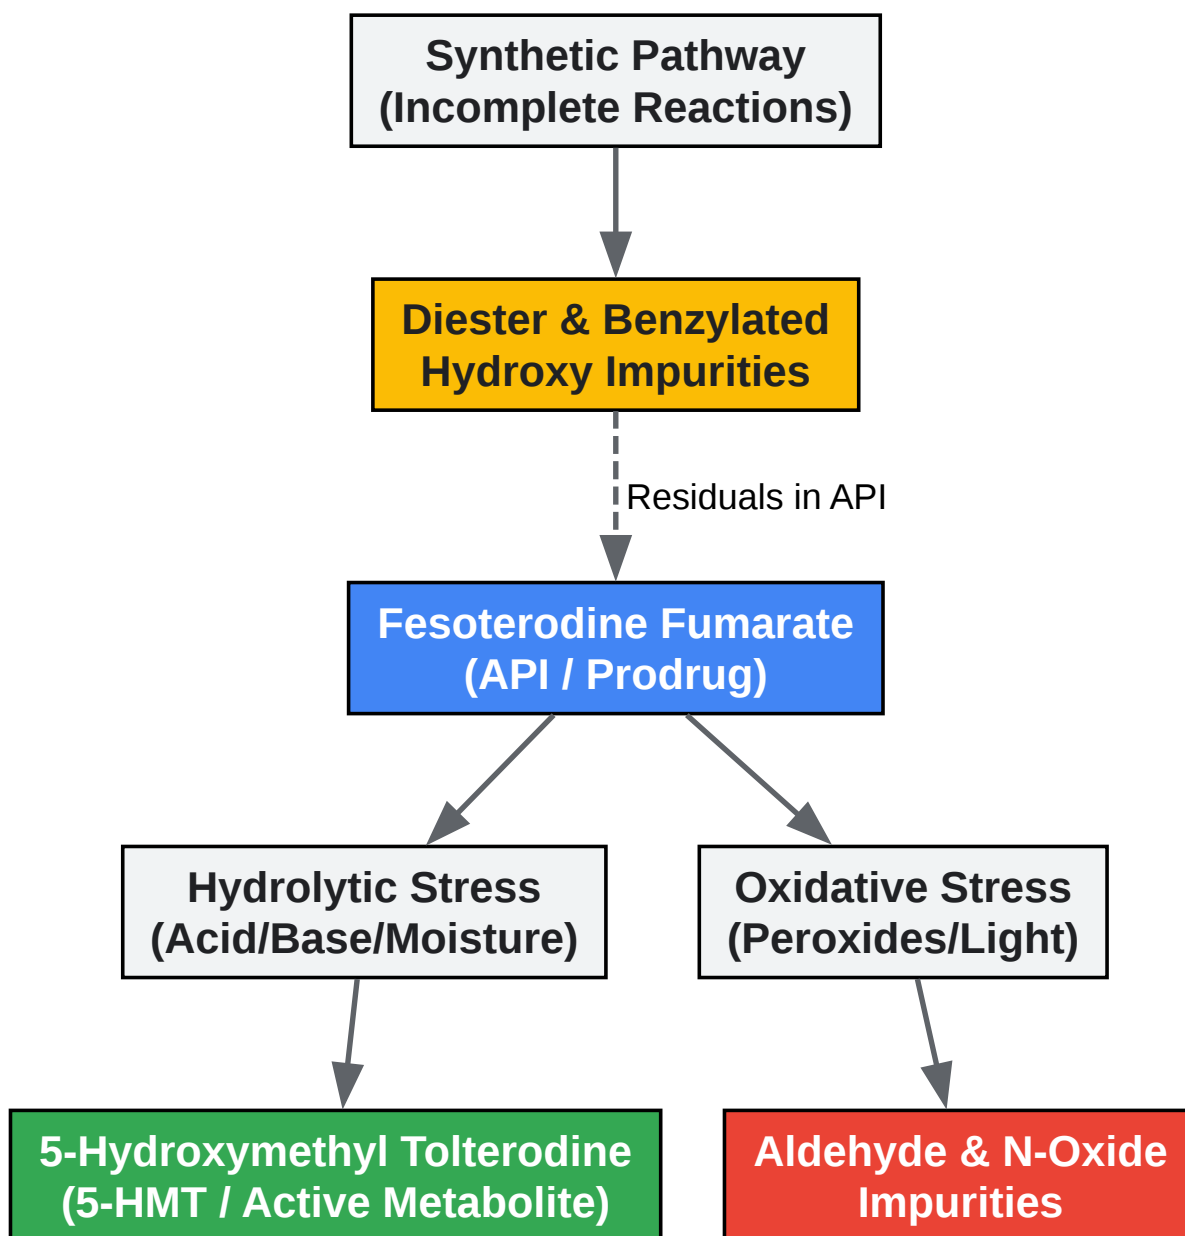 Synthetic Pathway
(Incomplete Reactions)
Diester & Benzylated
Hydroxy Impurities
Residuals in API
Fesoterodine Fumarate
(API / Prodrug)
Hydrolytic Stress
(Acid/Base/Moisture)
Oxidative Stress
(Peroxides/Light)
5-Hydroxymethyl Tolterodine
(5-HMT / Active Metabolite)
Aldehyde & N-Oxide
Impurities